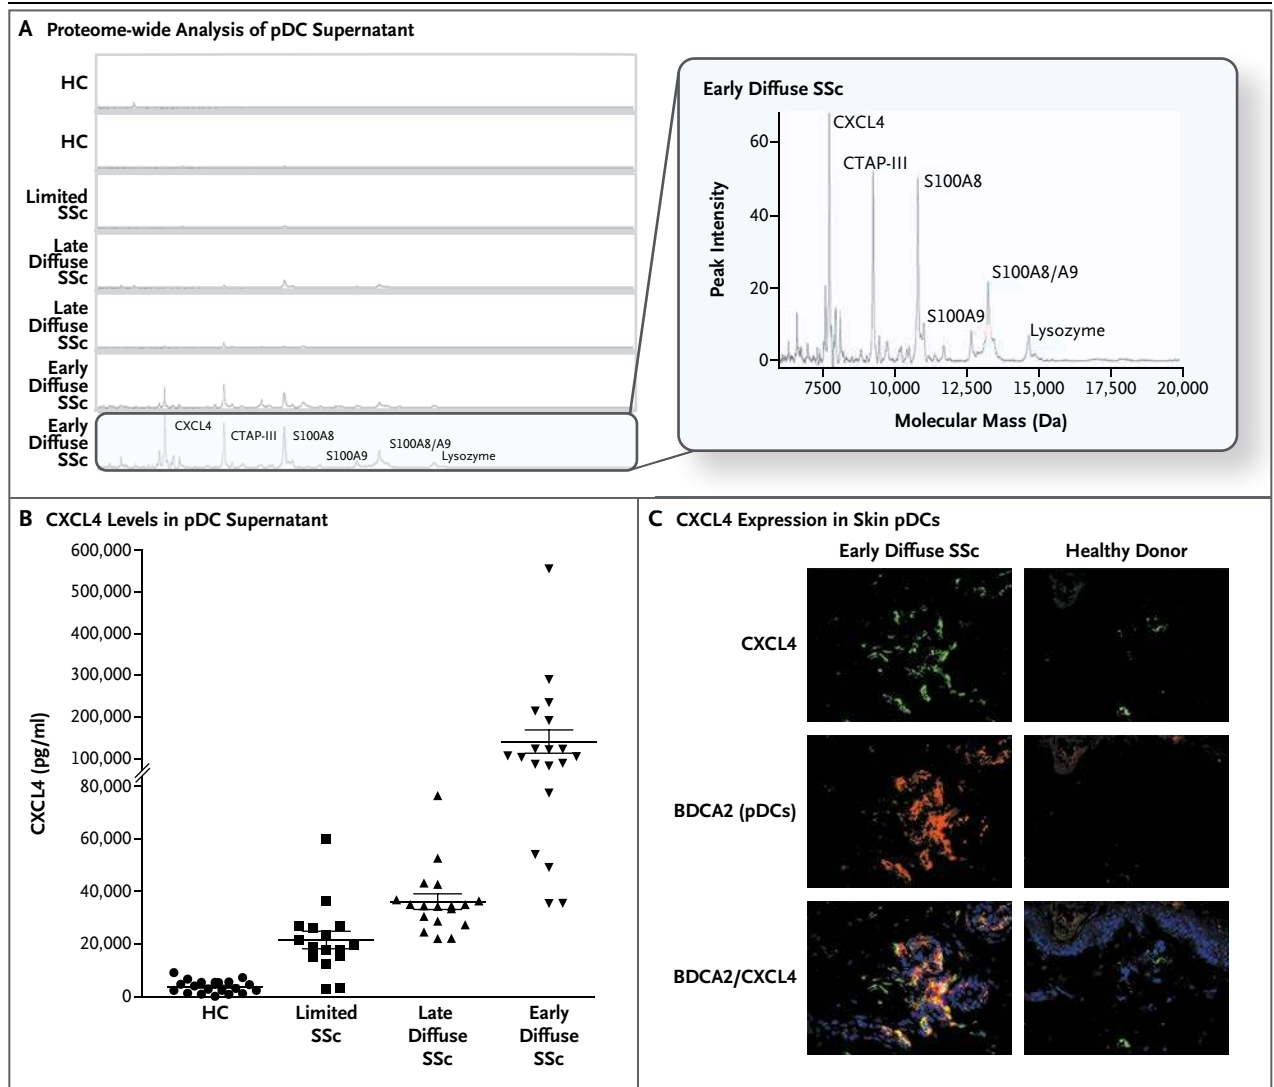 A Proteome-wide Analysis of pDC Supernatant
HC
HC
Limited
SSc
Late
Diffuse
SSc
Late
Diffuse
SSc
Early
Diffuse
SSc
Early
Diffuse
SSc
CXCL4
CTAP-III
S100A8
S100A9
S100A8/A9
Lysozyme
Early Diffuse SSc
Peak Intensity
60
40
20
0
CXCL4
CTAP-III
S100A8
S100A9
S100A8/A9
Lysozyme
7500 10,000 12,500 15,000 17,500 20,000
Molecular Mass (Da)
B CXCL4 Levels in pDC Supernatant
CXCL4 (pg/ml)
600,000
500,000
400,000
300,000
200,000
100,000
80,000
60,000
40,000
20,000
0
HC
Limited
SSc
Late
Diffuse
SSc
Early
Diffuse
SSc
C CXCL4 Expression in Skin pDCs
Early Diffuse SSc Healthy Donor
CXCL4
BDCA2 (pDCs)
BDCA2/CXCL4